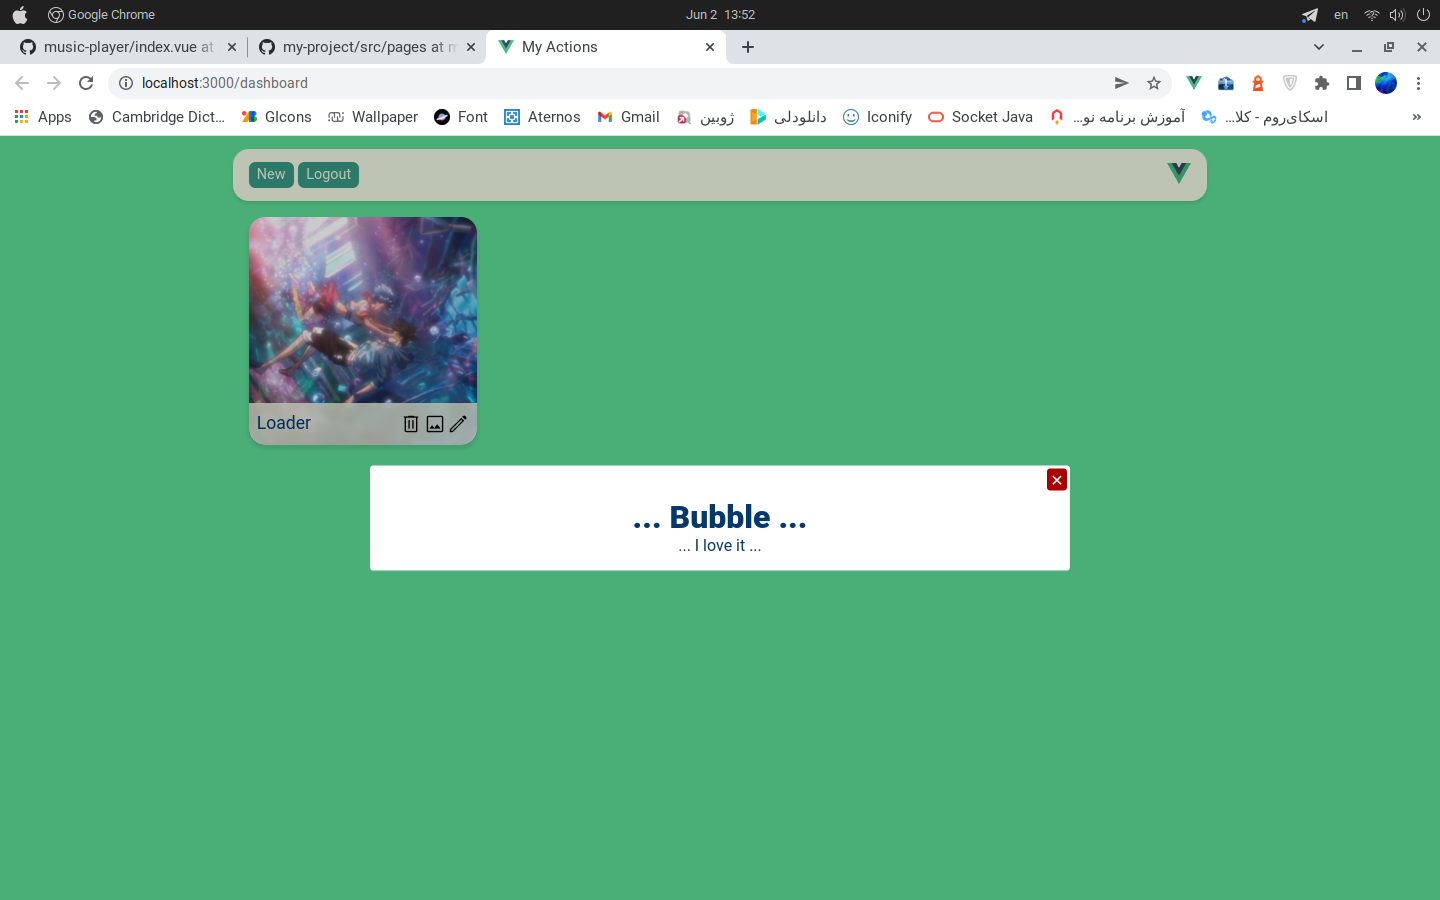 Google Chrome
Jun 2 13:52
en
music-player/index.vue at
my-project/src/pages at m
My Actions
localhost:3000/dashboard
Apps
Cambridge Dict…
GIcons
Wallpaper
Font
Aternos
Gmail
ژوبین
دانلودلی
Iconify
Socket Java
آموزش برنامه نو…
اسکای‌روم - کلا…
»
New
Logout
Loader
... Bubble ...
... I love it ...